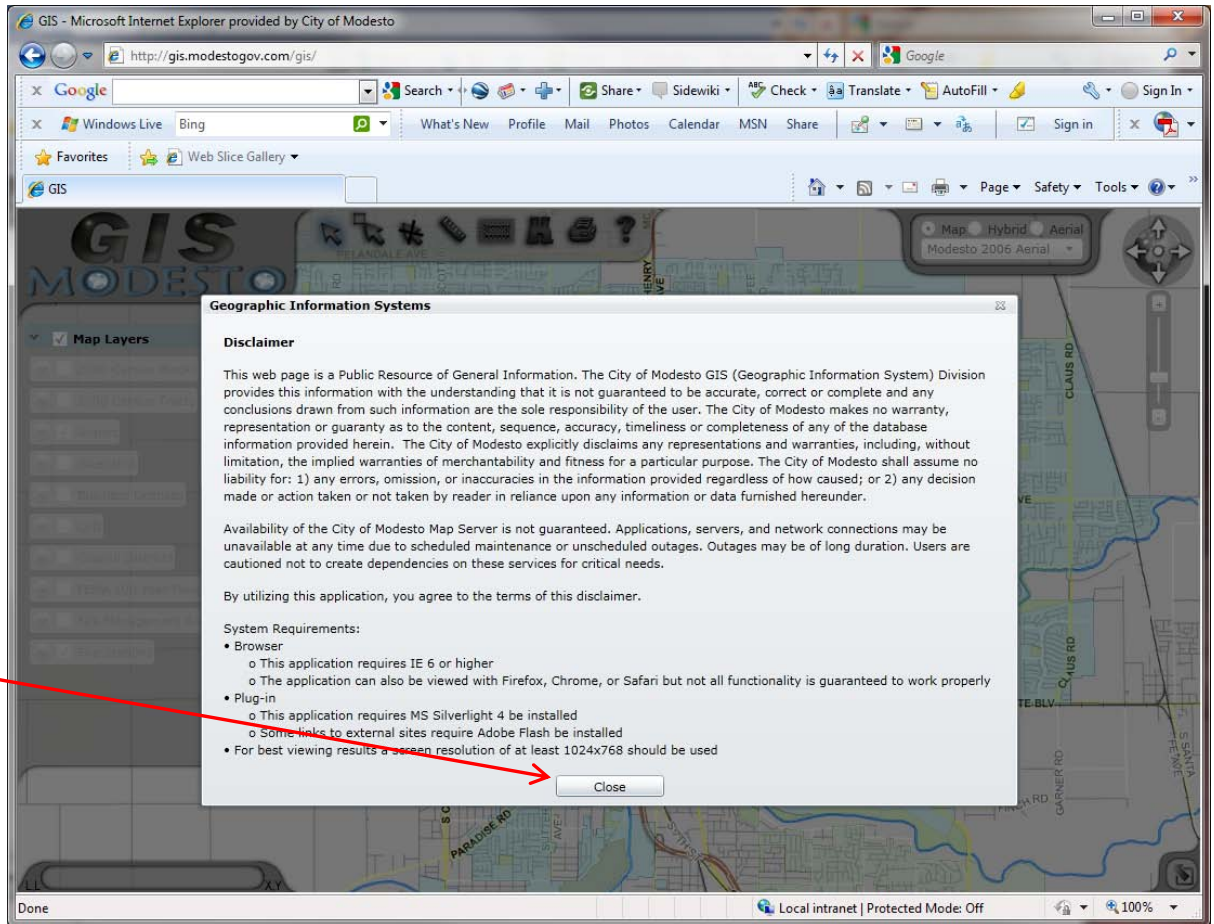 GIS - Microsoft Internet Explorer provided by City of Modesto
http://gis.modestogov.com/gis/
Google
x Google
Search
Share
Sidewiki
Check
Translate
AutoFill
Sign In
x Windows Live Bing
What's New Profile Mail Photos Calendar MSN Share
Sign in
x
Favorites
Web Slice Gallery
GIS
Page Safety Tools
GIS
MODESTO
PELANDALE AVE
Map Hybrid Aerial
Modesto 2006 Aerial
Map Layers
Geographic Information Systems
Disclaimer
This web page is a Public Resource of General Information. The City of Modesto GIS (Geographic Information System) Division
provides this information with the understanding that it is not guaranteed to be accurate, correct or complete and any
conclusions drawn from such information are the sole responsibility of the user. The City of Modesto makes no warranty,
representation or guaranty as to the content, sequence, accuracy, timeliness or completeness of any of the database
information provided herein. The City of Modesto explicitly disclaims any representations and warranties, including, without
limitation, the implied warranties of merchantability and fitness for a particular purpose. The City of Modesto shall assume no
liability for: 1) any errors, omission, or inaccuracies in the information provided regardless of how caused; or 2) any decision
made or action taken or not taken by reader in reliance upon any information or data furnished hereunder.
Availability of the City of Modesto Map Server is not guaranteed. Applications, servers, and network connections may be
unavailable at any time due to scheduled maintenance or unscheduled outages. Outages may be of long duration. Users are
cautioned not to create dependencies on these services for critical needs.
By utilizing this application, you agree to the terms of this disclaimer.
System Requirements:
• Browser
o This application requires IE 6 or higher
o The application can also be viewed with Firefox, Chrome, or Safari but not all functionality is guaranteed to work properly
• Plug-in
o This application requires MS Silverlight 4 be installed
o Some links to external sites require Adobe Flash be installed
• For best viewing results a screen resolution of at least 1024x768 should be used
Close
CLAUS RD
CLAUS RD
GARNER RD
PARADISE RD
LL
X,Y
Done
Local intranet | Protected Mode: Off
100%